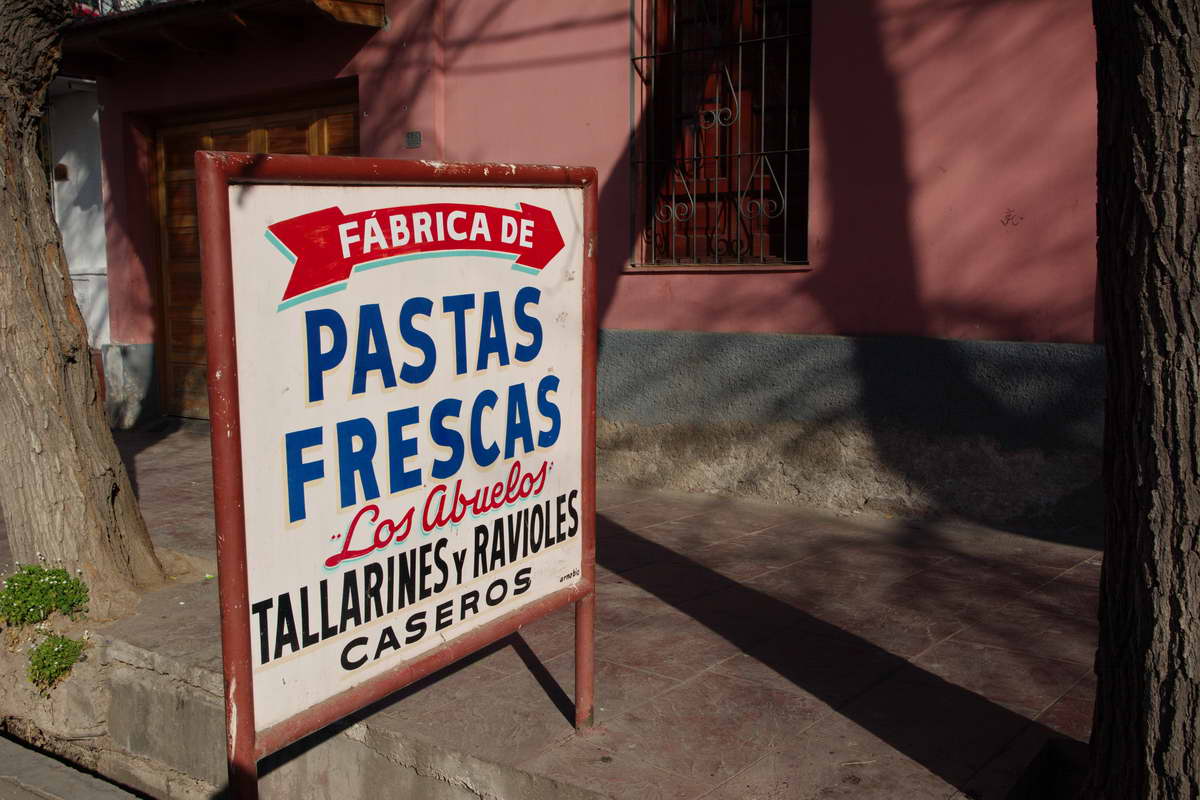 FÁBRICA DE
PASTAS
FRESCAS
"Los Abuelos"
TALLARINES Y RAVIOLES
CASEROS